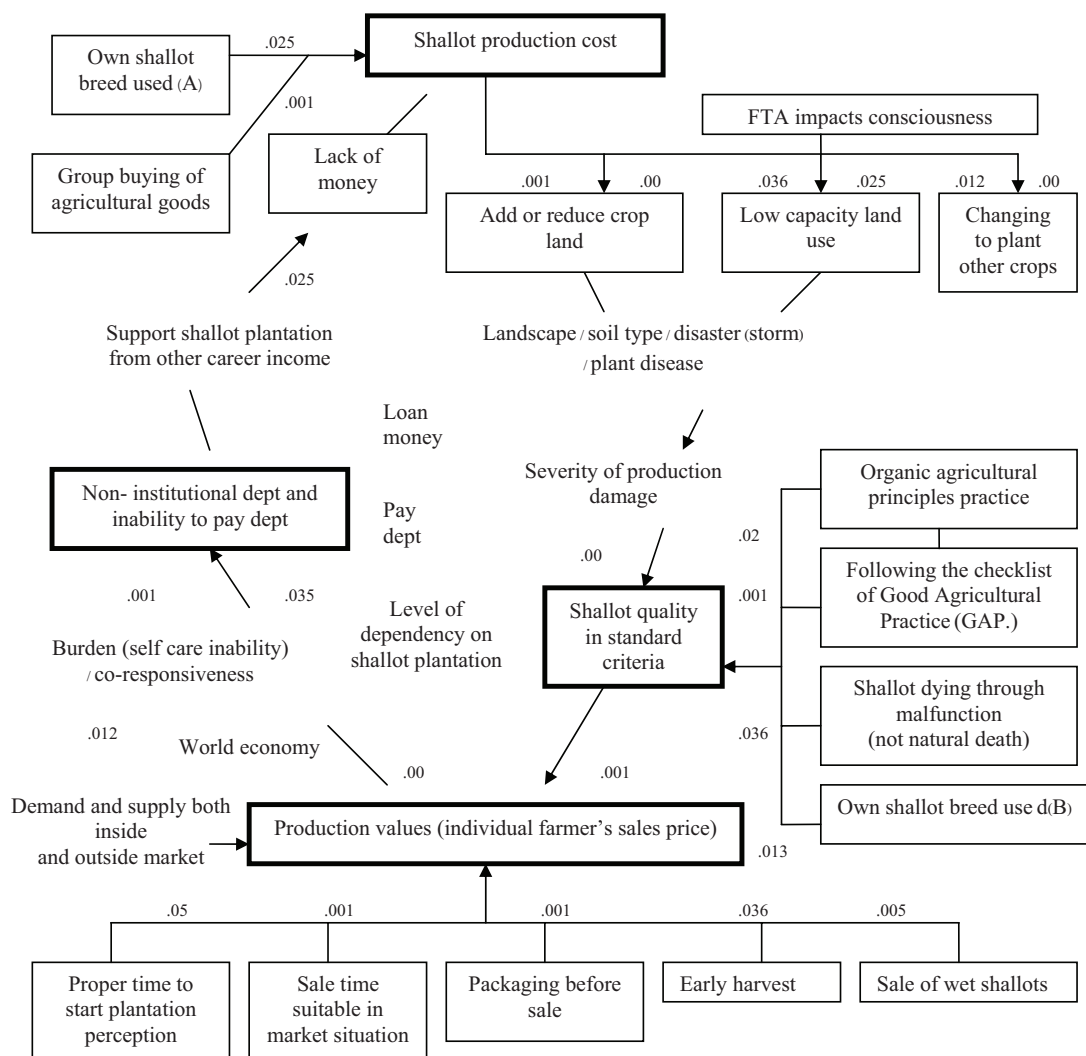 Shallot production cost
.025
Own shallot
breed used (A)
.001
Group buying of
agricultural goods
Lack of
money
FTA impacts consciousness
.001
.00
.036
.025
.012
.00
Add or reduce crop
land
Low capacity land
use
Changing
to plant
other crops
.025
Support shallot plantation
from other career income
Landscape / soil type / disaster (storm)
/ plant disease
Loan
money
Severity of production
damage
Organic agricultural
principles practice
Non- institutional dept and
inability to pay dept
Pay
dept
.02
.00
Following the checklist
of Good Agricultural
Practice (GAP.)
.001
.035
.001
Level of
dependency on
shallot plantation
Shallot quality
in standard
criteria
Burden (self care inability)
/ co-responsiveness
Shallot dying through
malfunction
(not natural death)
.036
.012
World economy
.00
.001
Own shallot breed use d(B)
Demand and supply both
inside
and outside market
Production values (individual farmer’s sales price)
.013
.05
.001
.001
.036
.005
Proper time to
start plantation
perception
Sale time
suitable in
market situation
Packaging before
sale
Early harvest
Sale of wet shallots